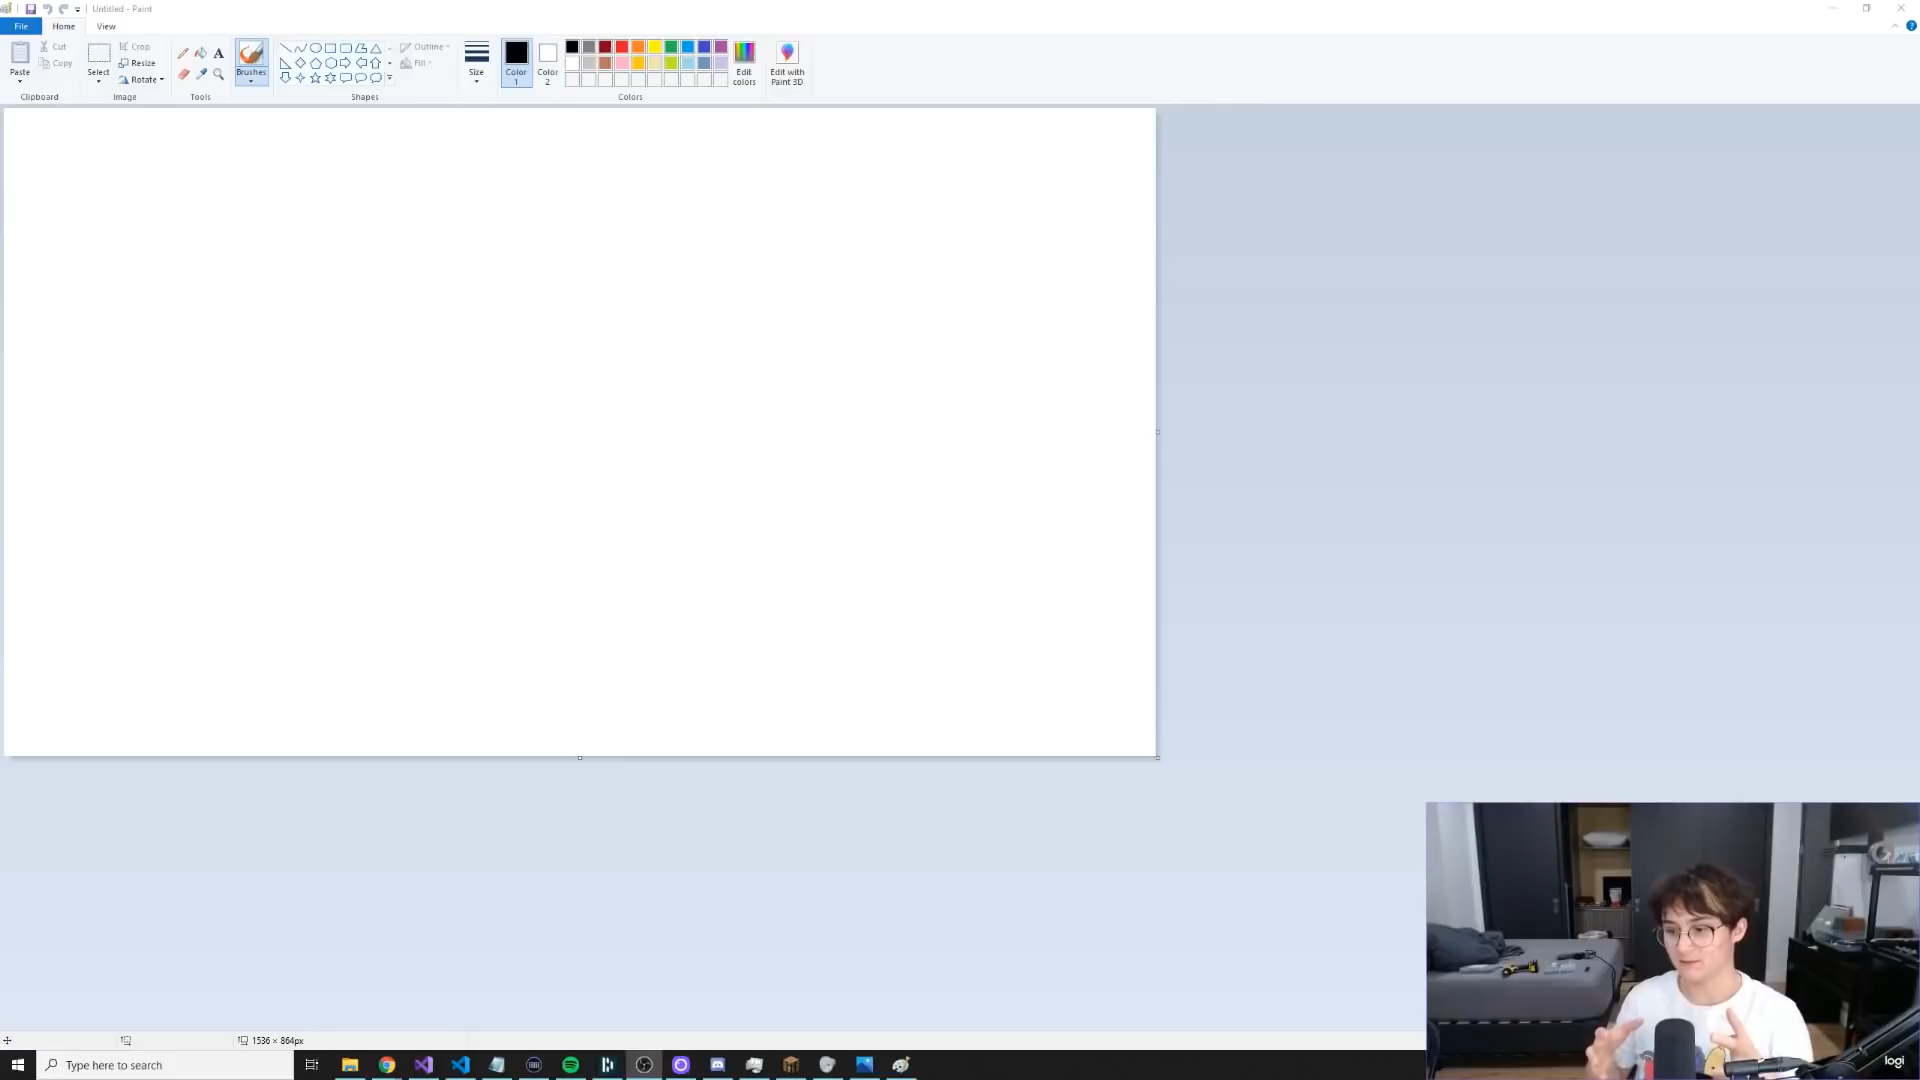 Untitled - Paint
File
Home
View
Paste
Cut
Copy
Clipboard
Select
Crop
Resize
Rotate
Image
A
Tools
Brushes
Outline
Fill
Shapes
Size
Color
1
Color
2
Edit
colors
Edit with
Paint 3D
Colors
1536 × 864px
Type here to search
logi